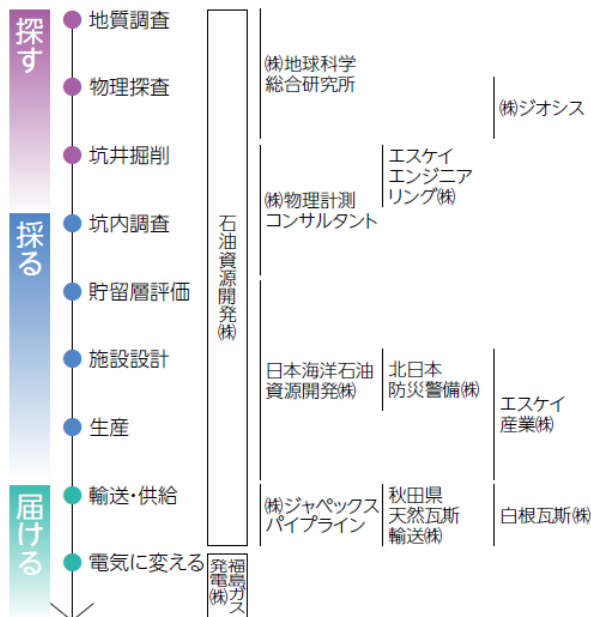 探す
採る
届ける
地質調査
物理探査
坑井掘削
坑内調査
貯留層評価
施設設計
生産
輸送・供給
電気に変える
石油資源開発㈱
福島ガス
発電㈱
㈱地球科学
総合研究所
㈱ジオシス
㈱物理計測
コンサルタント
エスケイ
エンジニア
リング㈱
日本海洋石油
資源開発㈱
北日本
防災警備㈱
エスケイ
産業㈱
㈱ジャペックス
パイプライン
秋田県
天然瓦斯
輸送㈱
白根瓦斯㈱